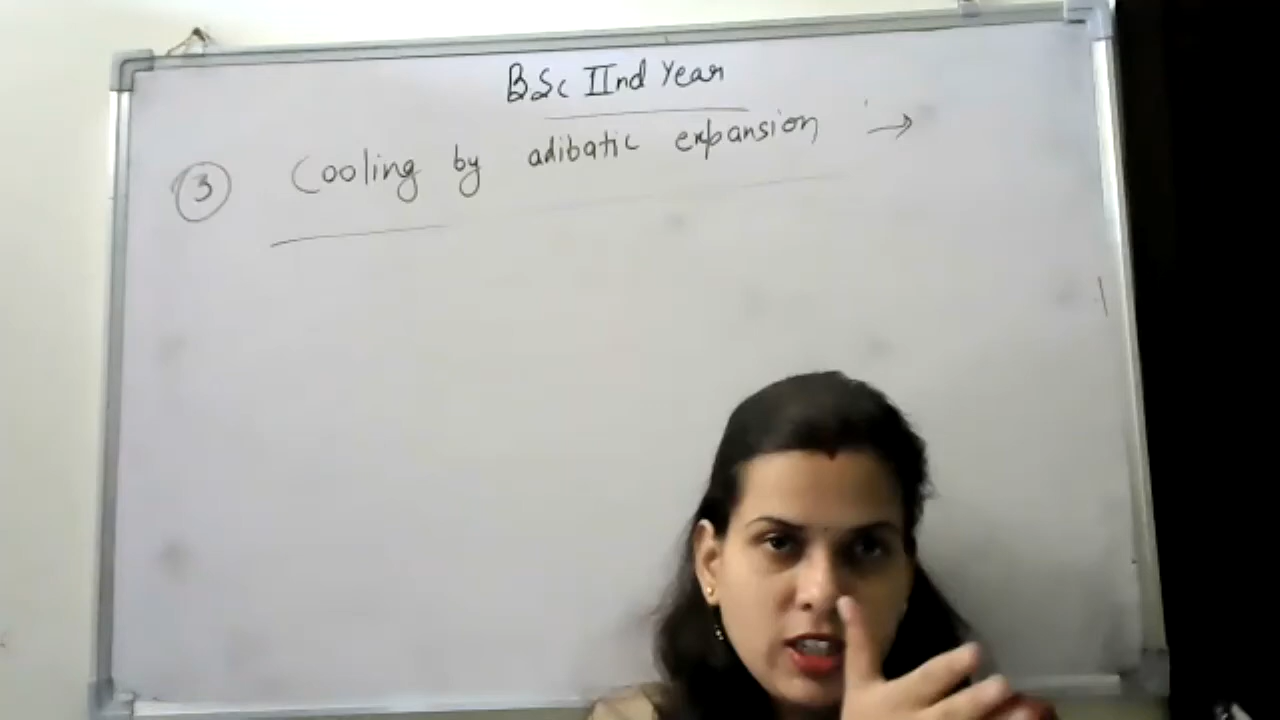 BSc IInd Year
③ Cooling by adibatic expansion :→